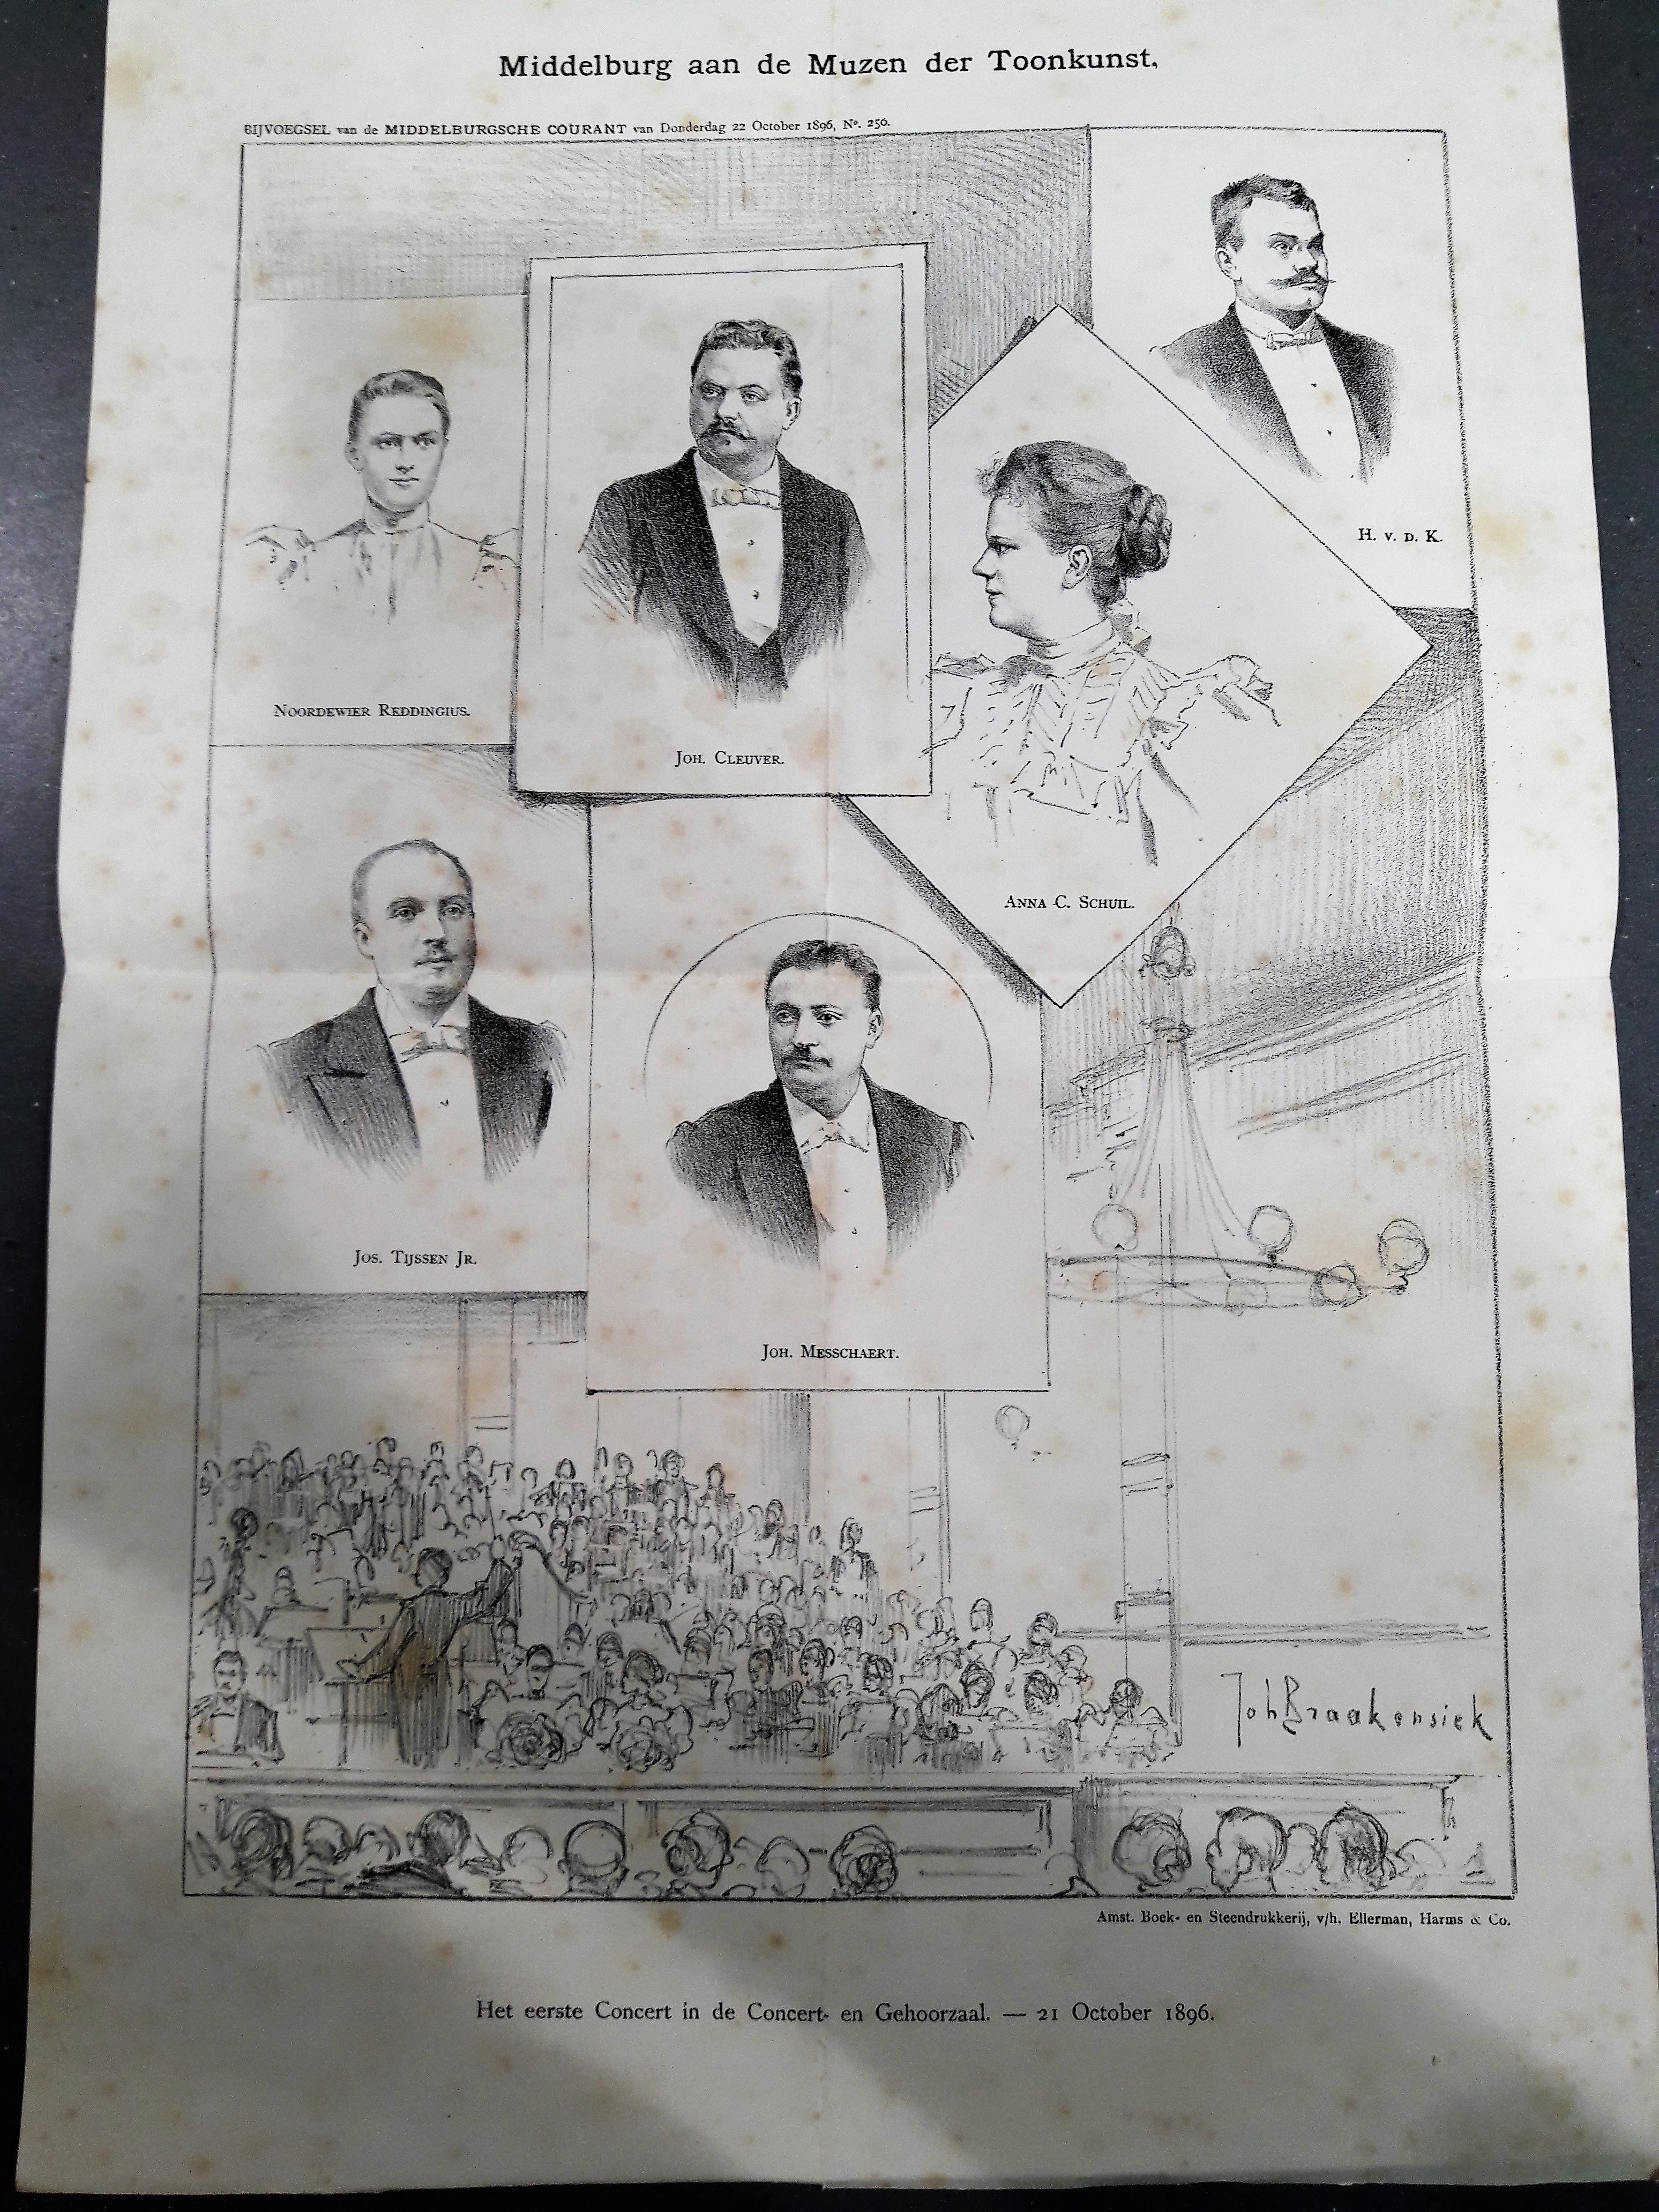 Middelburg aan de Muzen der Toonkunst,
BIJVOEGSEL van de MIDDELBURGSCHE COURANT van Donderdag 22 October 1896, Nº. 250.
H. v. d. K.
Noordewier Reddingius.
Joh. Cleuver.
Anna C. Schuil.
Jos. Tijssen Jr.
Joh. Messchaert.
Joh Braakensiek
Amst. Boek- en Steendrukkerij, v/h. Ellerman, Harms & Co.
Het eerste Concert in de Concert- en Gehoorzaal. — 21 October 1896.